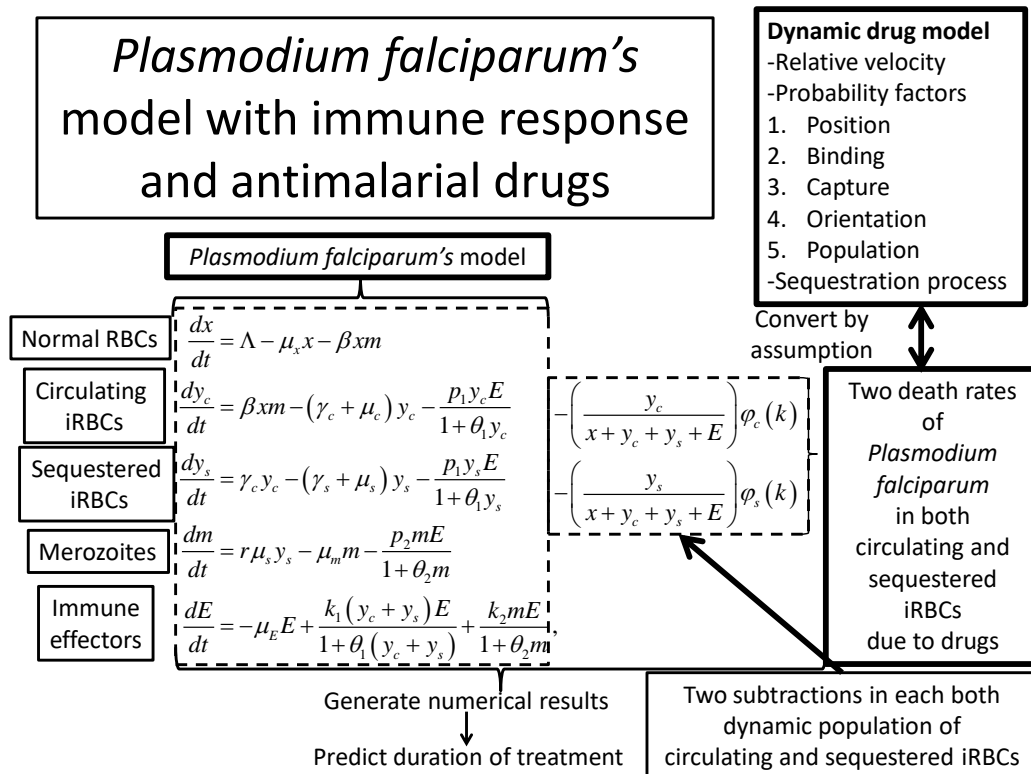 Plasmodium falciparum's
model with immune response
and antimalarial drugs
Dynamic drug model
-Relative velocity
-Probability factors
1. Position
2. Binding
3. Capture
4. Orientation
5. Population
-Sequestration process
Plasmodium falciparum's model
Normal RBCs
dx/dt = Λ − μ_x x − βxm
Convert by
assumption
Circulating
iRBCs
dy_c/dt = βxm − (γ_c + μ_c) y_c − p_1 y_c E/(1 + θ_1 y_c)
−(y_c/(x + y_c + y_s + E)) φ_c(k)
Sequestered
iRBCs
dy_s/dt = γ_c y_c − (γ_s + μ_s) y_s − p_1 y_s E/(1 + θ_1 y_s)
−(y_s/(x + y_c + y_s + E)) φ_s(k)
Merozoites
dm/dt = rμ_s y_s − μ_m m − p_2 mE/(1 + θ_2 m)
Immune
effectors
dE/dt = −μ_E E + k_1(y_c + y_s)E/(1 + θ_1(y_c + y_s)) + k_2 mE/(1 + θ_2 m),
Two death rates
of
Plasmodium
falciparum
in both
circulating and
sequestered
iRBCs
due to drugs
Generate numerical results
Predict duration of treatment
Two subtractions in each both
dynamic population of
circulating and sequestered iRBCs